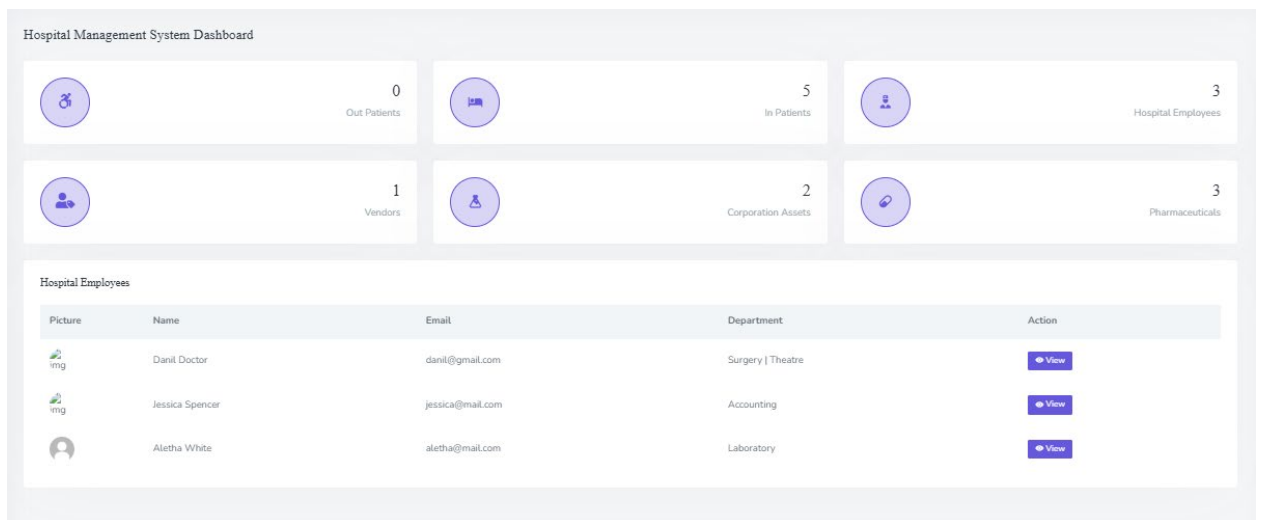 Hospital Management System Dashboard
0
Out Patients
5
In Patients
3
Hospital Employees
1
Vendors
2
Corporation Assets
3
Pharmaceuticals
Hospital Employees
Picture Name Email Department Action
img Danil Doctor danil@gmail.com Surgery | Theatre View
img Jessica Spencer jessica@mail.com Accounting View
Aletha White aletha@mail.com Laboratory View